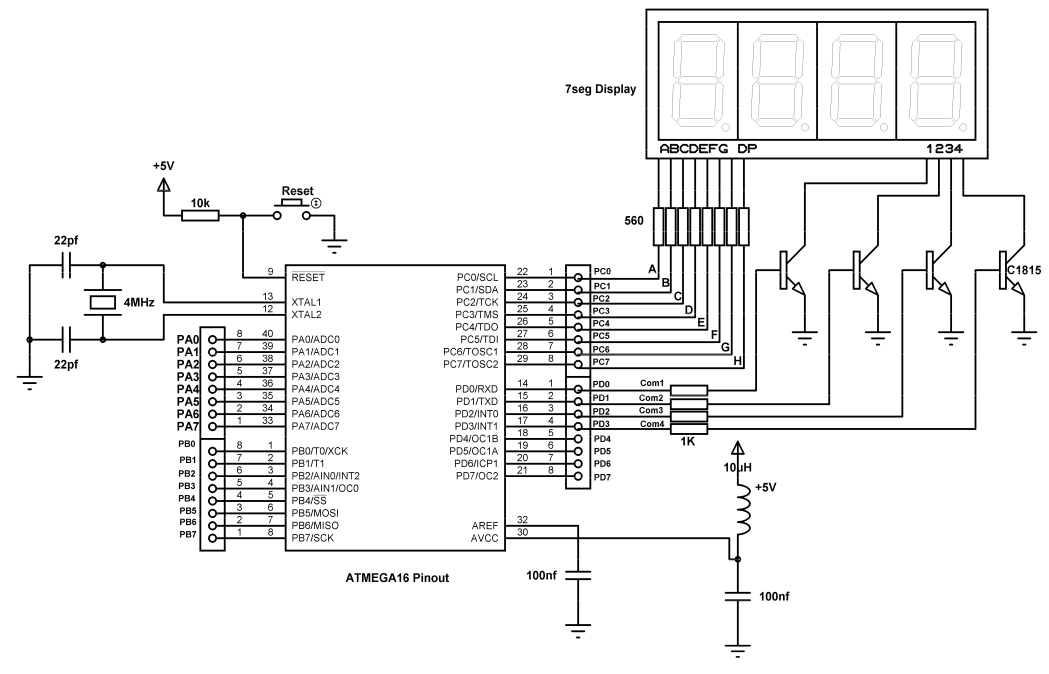 7seg Display
ABCDEFG DP
1234
+5V
10k
Reset
560
22pf
4MHz
22pf
A
B
C
D
E
F
G
H
C1815
9 RESET
13 XTAL1
12 XTAL2
PA0 8 40 PA0/ADC0
PA1 7 39 PA1/ADC1
PA2 6 38 PA2/ADC2
PA3 5 37 PA3/ADC3
PA4 4 36 PA4/ADC4
PA5 3 35 PA5/ADC5
PA6 2 34 PA6/ADC6
PA7 1 33 PA7/ADC7
PB0 8 1 PB0/T0/XCK
PB1 7 2 PB1/T1
PB2 6 3 PB2/AIN0/INT2
PB3 5 4 PB3/AIN1/OC0
PB4 4 5 PB4/SS
PB5 3 6 PB5/MOSI
PB6 2 7 PB6/MISO
PB7 1 8 PB7/SCK
PC0/SCL 22 1 PC0
PC1/SDA 23 2 PC1
PC2/TCK 24 3 PC2
PC3/TMS 25 4 PC3
PC4/TDO 26 5 PC4
PC5/TDI 27 6 PC5
PC6/TOSC1 28 7 PC6
PC7/TOSC2 29 8 PC7
PD0/RXD 14 1 PD0 Com1
PD1/TXD 15 2 PD1 Com2
PD2/INT0 16 3 PD2 Com3
PD3/INT1 17 4 PD3 Com4
PD4/OC1B 18 5 PD4
PD5/OC1A 19 6 PD5
PD6/ICP1 20 7 PD6
PD7/OC2 21 8 PD7
1K
10uH
+5V
AREF 32
AVCC 30
100nf
100nf
ATMEGA16 Pinout